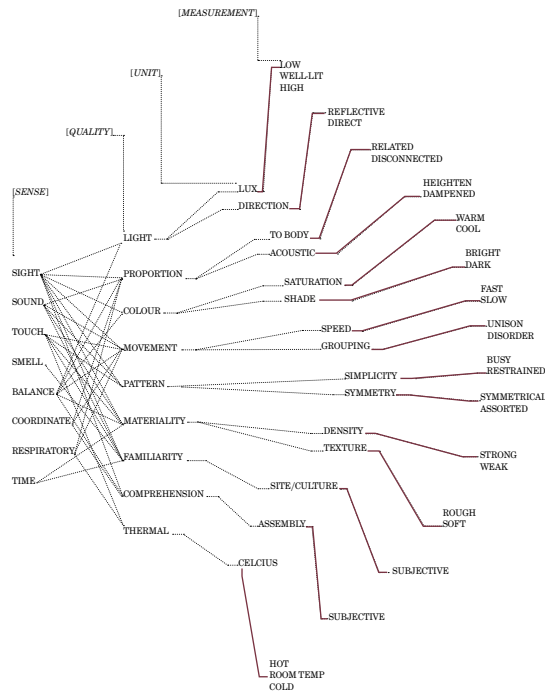 [MEASUREMENT]
LOW
WELL-LIT
HIGH
[UNIT]
REFLECTIVE
DIRECT
[QUALITY]
RELATED
DISCONNECTED
[SENSE]
LUX
HEIGHTEN
DAMPENED
DIRECTION
WARM
COOL
LIGHT
TO BODY
ACOUSTIC
BRIGHT
DARK
SIGHT
PROPORTION
SATURATION
FAST
SLOW
SOUND
COLOUR
SHADE
TOUCH
SPEED
UNISON
DISORDER
MOVEMENT
GROUPING
SMELL
BUSY
RESTRAINED
PATTERN
SIMPLICITY
BALANCE
SYMMETRY
SYMMETRICAL
ASSORTED
COORDINATE
MATERIALITY
DENSITY
RESPIRATORY
FAMILIARITY
TEXTURE
STRONG
WEAK
TIME
SITE/CULTURE
COMPREHENSION
ROUGH
SOFT
THERMAL
ASSEMBLY
CELCIUS
SUBJECTIVE
SUBJECTIVE
HOT
ROOM TEMP
COLD